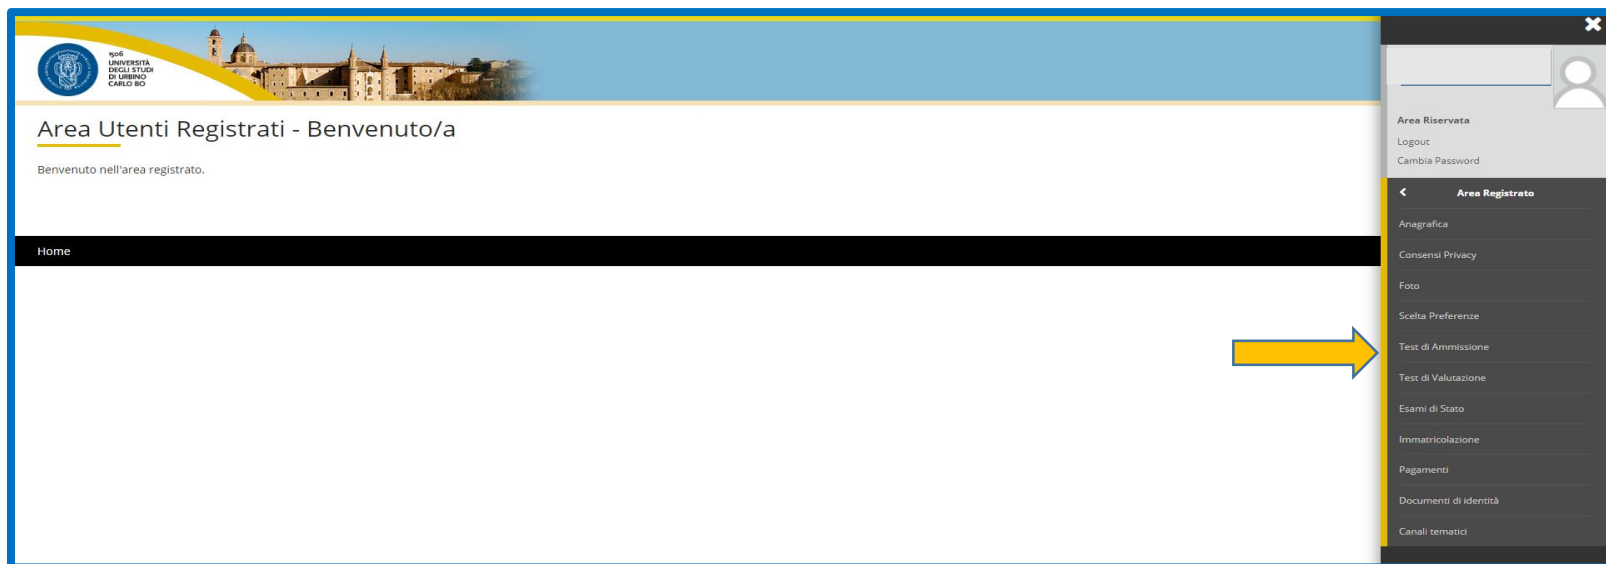 1506
UNIVERSITÀ
DEGLI STUDI
DI URBINO
CARLO BO
Area Utenti Registrati - Benvenuto/a
Benvenuto nell'area registrato.
Home
Area Riservata
Logout
Cambia Password
Area Registrato
Anagrafica
Consensi Privacy
Foto
Scelta Preferenze
Test di Ammissione
Test di Valutazione
Esami di Stato
Immatricolazione
Pagamenti
Documenti di identità
Canali tematici